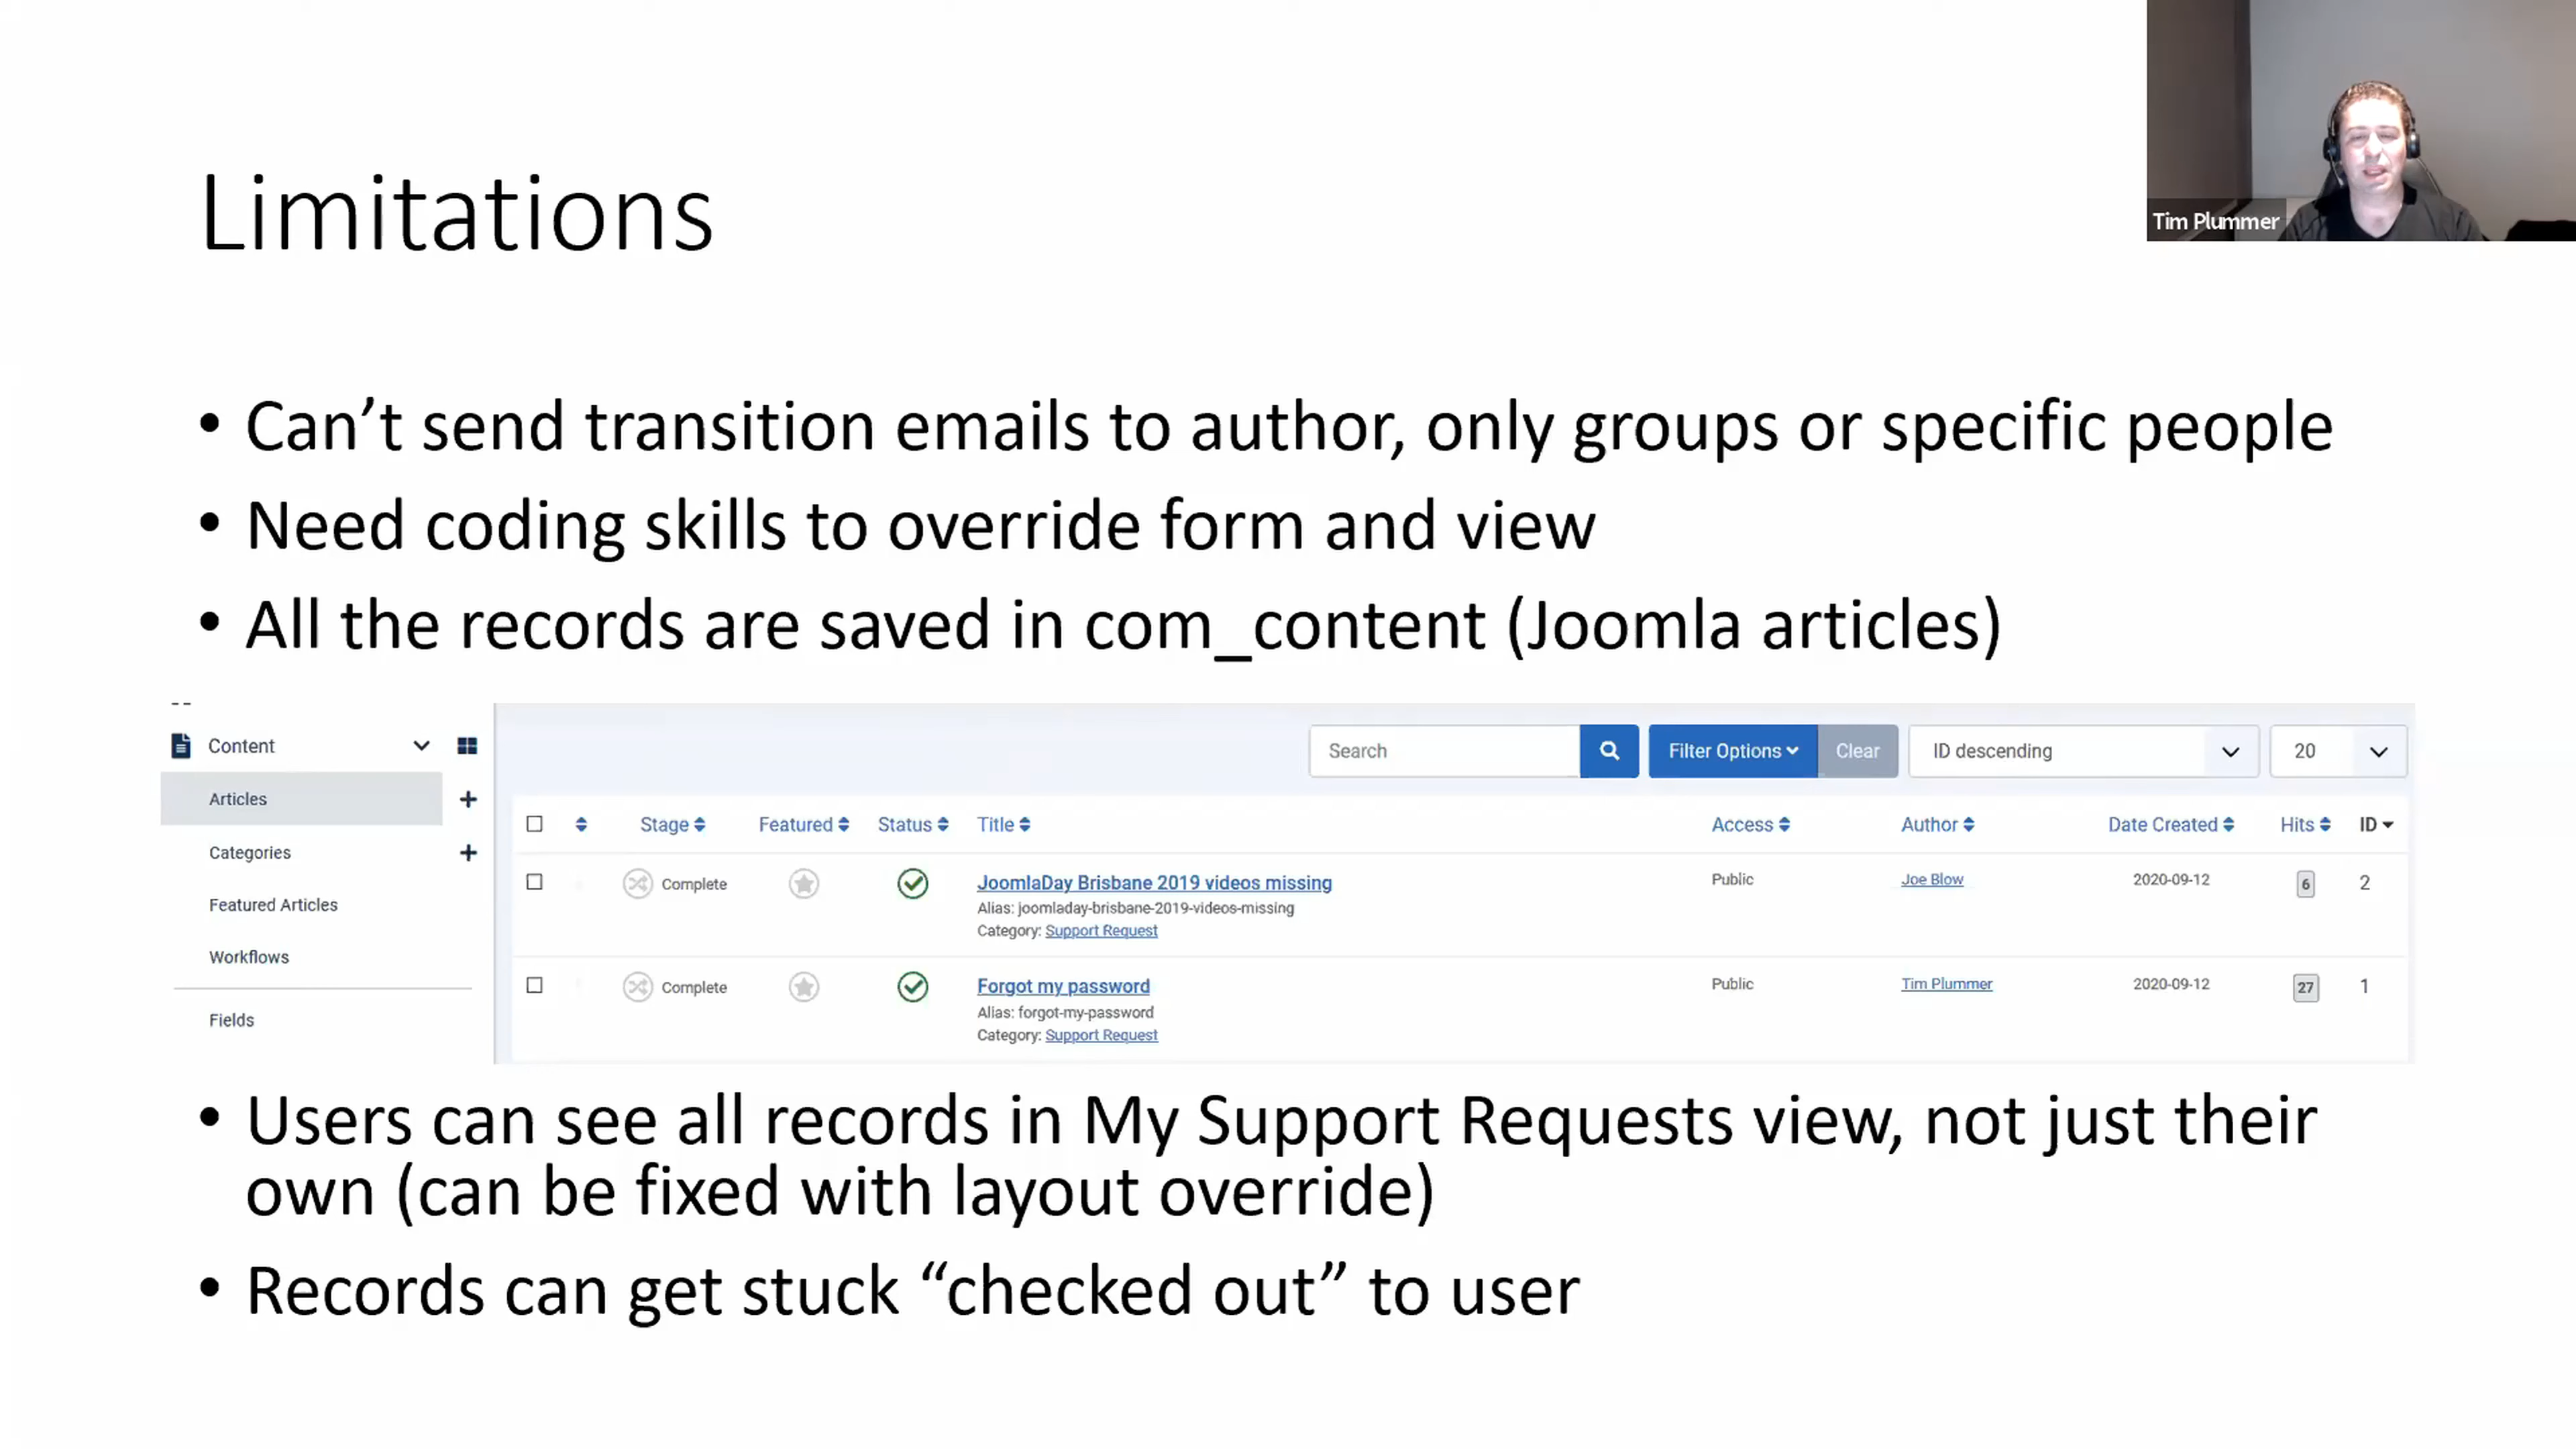 Tim Plummer
Limitations
• Can’t send transition emails to author, only groups or specific people
• Need coding skills to override form and view
• All the records are saved in com_content (Joomla articles)
Content
Articles
Categories
Featured Articles
Workflows
Fields
Search Filter Options Clear ID descending 20
Stage Featured Status Title Access Author Date Created Hits ID
Complete JoomlaDay Brisbane 2019 videos missing Public Joe Blow 2020-09-12 6 2
Alias: joomladay-brisbane-2019-videos-missing
Category: Support Request
Complete Forgot my password Public Tim Plummer 2020-09-12 27 1
Alias: forgot-my-password
Category: Support Request
• Users can see all records in My Support Requests view, not just their
own (can be fixed with layout override)
• Records can get stuck “checked out” to user